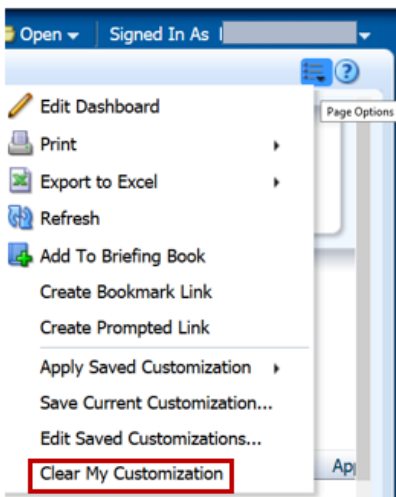 Open Signed In As
Page Options
Edit Dashboard
Print
Export to Excel
Refresh
Add To Briefing Book
Create Bookmark Link
Create Prompted Link
Apply Saved Customization
Save Current Customization...
Edit Saved Customizations...
Clear My Customization